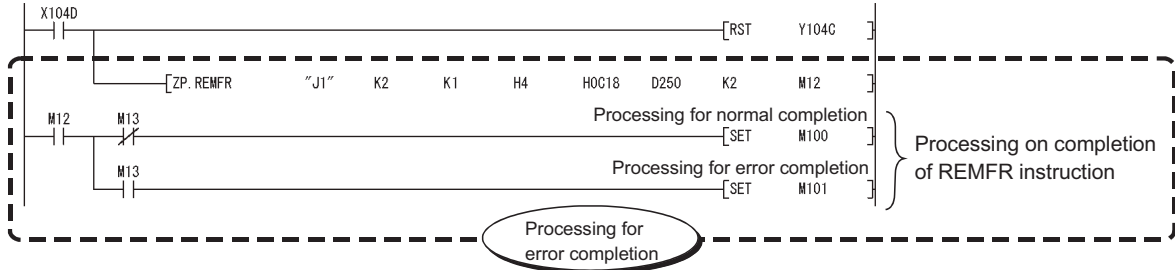 X104D
[RST Y104C ]
[ZP.REMFR "J1" K2 K1 H4 H0C18 D250 K2 M12 ]
M12 M13 Processing for normal completion
[SET M100 ]
M13 Processing for error completion
[SET M101 ]
Processing on completion
of REMFR instruction
Processing for
error completion